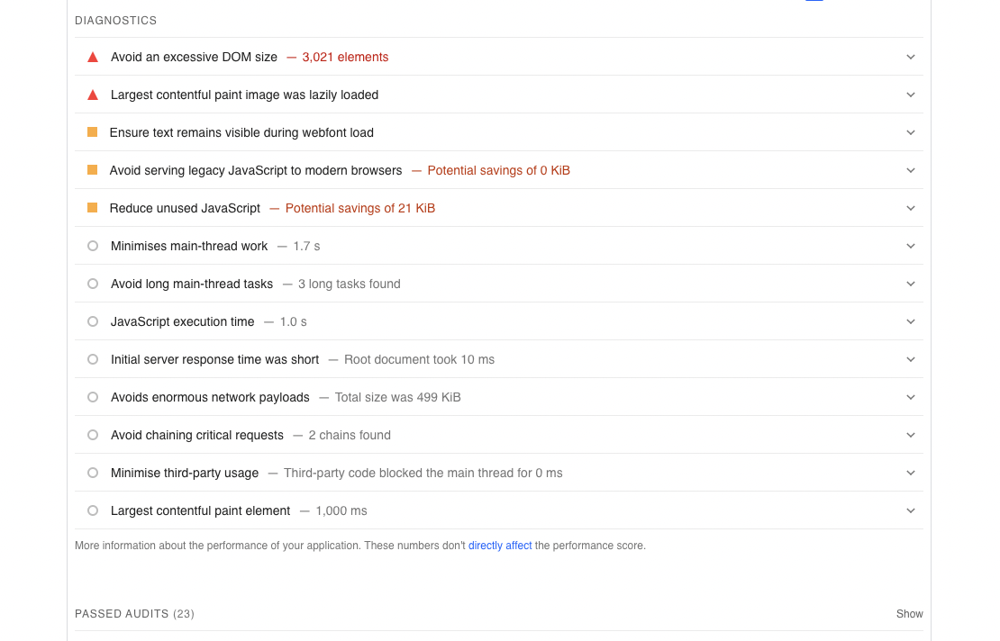 DIAGNOSTICS
Avoid an excessive DOM size — 3,021 elements
Largest contentful paint image was lazily loaded
Ensure text remains visible during webfont load
Avoid serving legacy JavaScript to modern browsers — Potential savings of 0 KiB
Reduce unused JavaScript — Potential savings of 21 KiB
Minimises main-thread work — 1.7 s
Avoid long main-thread tasks — 3 long tasks found
JavaScript execution time — 1.0 s
Initial server response time was short — Root document took 10 ms
Avoids enormous network payloads — Total size was 499 KiB
Avoid chaining critical requests — 2 chains found
Minimise third-party usage — Third-party code blocked the main thread for 0 ms
Largest contentful paint element — 1,000 ms
More information about the performance of your application. These numbers don't directly affect the performance score.
PASSED AUDITS (23) Show